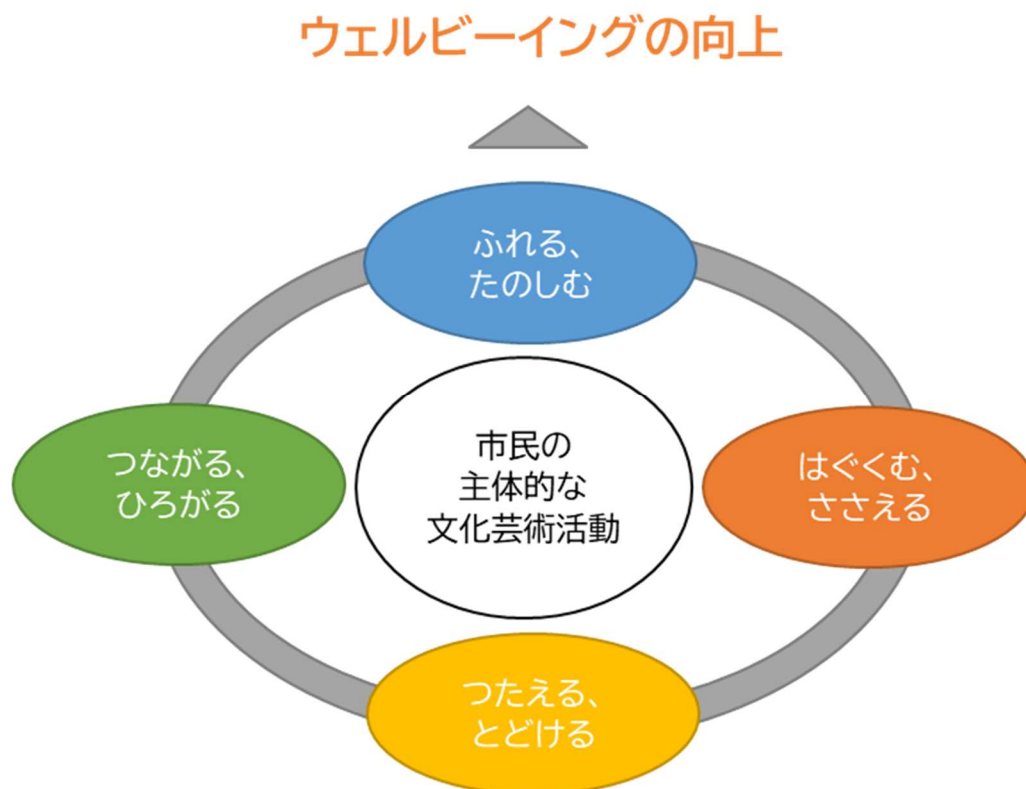 ウェルビーイングの向上
ふれる、
たのしむ
つながる、
ひろがる
市民の
主体的な
文化芸術活動
はぐくむ、
ささえる
つたえる、
とどける